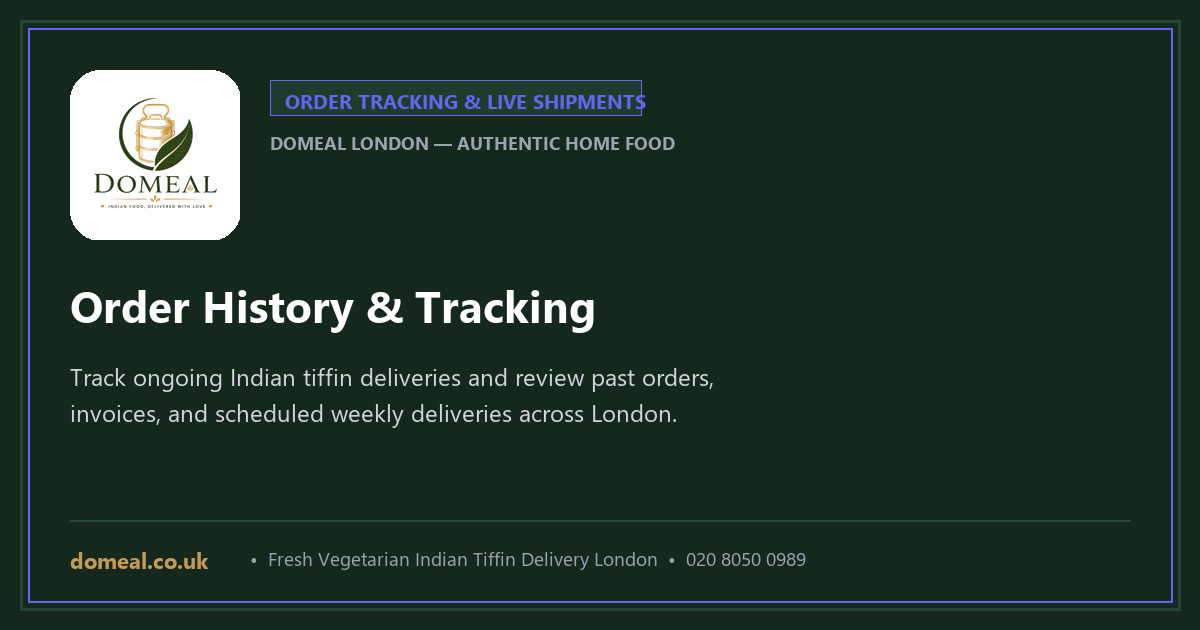 DOMEAL
INDIAN FOOD, DELIVERED WITH LOVE
ORDER TRACKING & LIVE SHIPMENTS
DOMEAL LONDON — AUTHENTIC HOME FOOD
Order History & Tracking
Track ongoing Indian tiffin deliveries and review past orders,
invoices, and scheduled weekly deliveries across London.
domeal.co.uk • Fresh Vegetarian Indian Tiffin Delivery London • 020 8050 0989